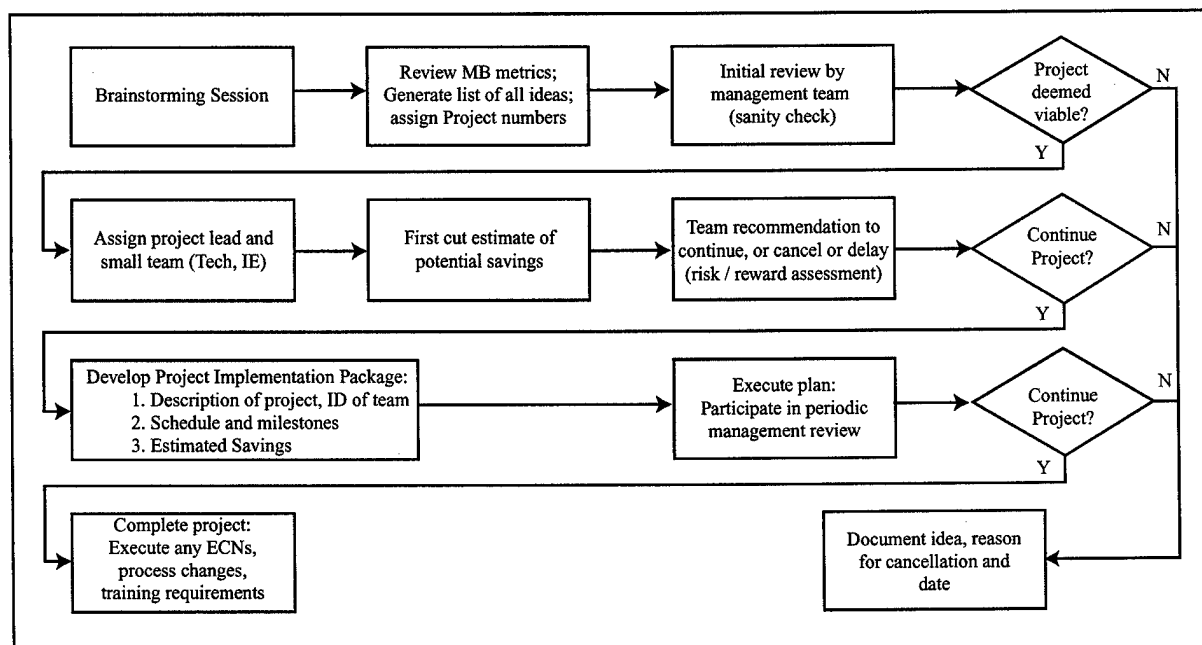 Brainstorming Session
Review MB metrics;
Generate list of all ideas;
assign Project numbers
Initial review by
management team
(sanity check)
Project
deemed
viable?
N
Y
Assign project lead and
small team (Tech, IE)
First cut estimate of
potential savings
Team recommendation to
continue, or cancel or delay
(risk / reward assessment)
Continue
Project?
N
Y
Develop Project Implementation Package:
1. Description of project, ID of team
2. Schedule and milestones
3. Estimated Savings
Execute plan:
Participate in periodic
management review
Continue
Project?
N
Y
Complete project:
Execute any ECNs,
process changes,
training requirements
Document idea, reason
for cancellation and
date